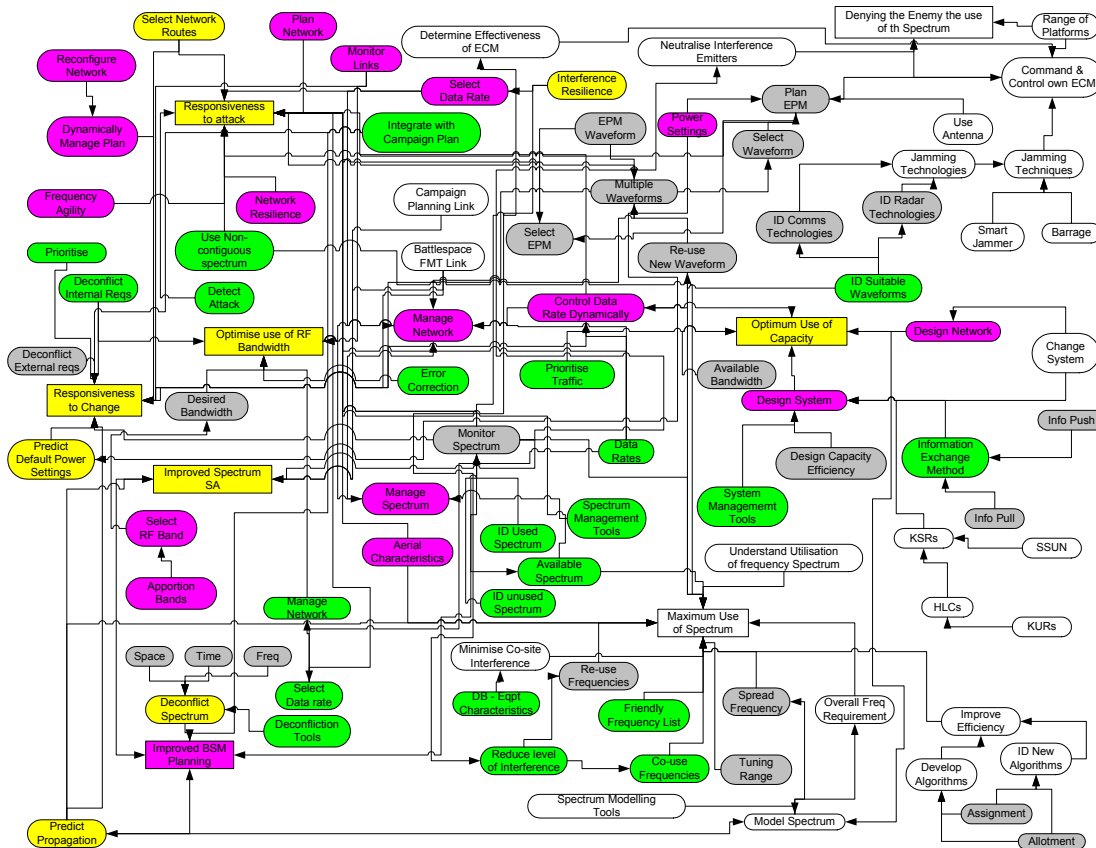 Select Network
Routes
Plan
Network
Determine Effectiveness
of ECM
Denying the Enemy the use
of th Spectrum
Range of
Platforms
Reconfigure
Network
Monitor
Links
Neutralise Interference
Emitters
Select
Data Rate
Interference
Resilience
Command &
Control own ECM
Plan
EPM
Responsiveness
to attack
Dynamically
Manage Plan
Integrate with
Campaign Plan
EPM
Waveform
Power
Settings
Select
Waveform
Use
Antenna
Jamming
Technologies
Jamming
Techniques
Multiple
Waveforms
Campaign
Planning Link
Frequency
Agility
Network
Resilience
ID Radar
Technologies
ID Comms
Technologies
Select
EPM
Smart
Jammer
Barrage
Use Non-
contiguous
spectrum
Battlespace
FMT Link
Re-use
New Waveform
Prioritise
Deconflict
Internal Reqs
Detect
Attack
ID Suitable
Waveforms
Control Data
Rate Dynamically
Manage
Network
Optimise use of RF
Bandwidth
Optimum Use of
Capacity
Design Network
Change
System
Deconflict
External reqs
Error
Correction
Prioritise
Traffic
Available
Bandwidth
Responsiveness
to Change
Desired
Bandwidth
Design System
Info Push
Monitor
Spectrum
Data
Rates
Predict
Default Power
Settings
Design Capacity
Efficiency
Information
Exchange
Method
Improved Spectrum
SA
Manage
Spectrum
System
Managememt
Tools
Spectrum
Management
Tools
Info Pull
Select
RF Band
ID Used
Spectrum
KSRs
SSUN
Aerial
Characteristics
Understand Utilisation
of frequency Spectrum
Available
Spectrum
Apportion
Bands
Manage
Network
ID unused
Spectrum
HLCs
KURs
Maximum Use
of Spectrum
Minimise Co-site
Interference
Space
Time
Freq
Re-use
Frequencies
Select
Data rate
DB - Eqpt
Characteristics
Friendly
Frequency List
Spread
Frequency
Overall Freq
Requirement
Deconflict
Spectrum
Deconfliction
Tools
Improve
Efficiency
Improved BSM
Planning
Reduce level
of Interference
Co-use
Frequencies
Tuning
Range
Develop
Algorithms
ID New
Algorithms
Spectrum Modelling
Tools
Assignment
Predict
Propagation
Model Spectrum
Allotment